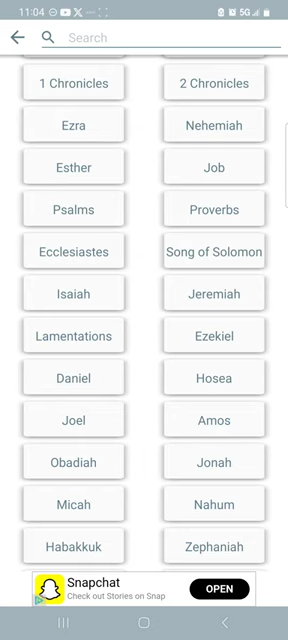 11:04
5G
Search
1 Chronicles
2 Chronicles
Ezra
Nehemiah
Esther
Job
Psalms
Proverbs
Ecclesiastes
Song of Solomon
Isaiah
Jeremiah
Lamentations
Ezekiel
Daniel
Hosea
Joel
Amos
Obadiah
Jonah
Micah
Nahum
Habakkuk
Zephaniah
Snapchat
Check out Stories on Snap
OPEN